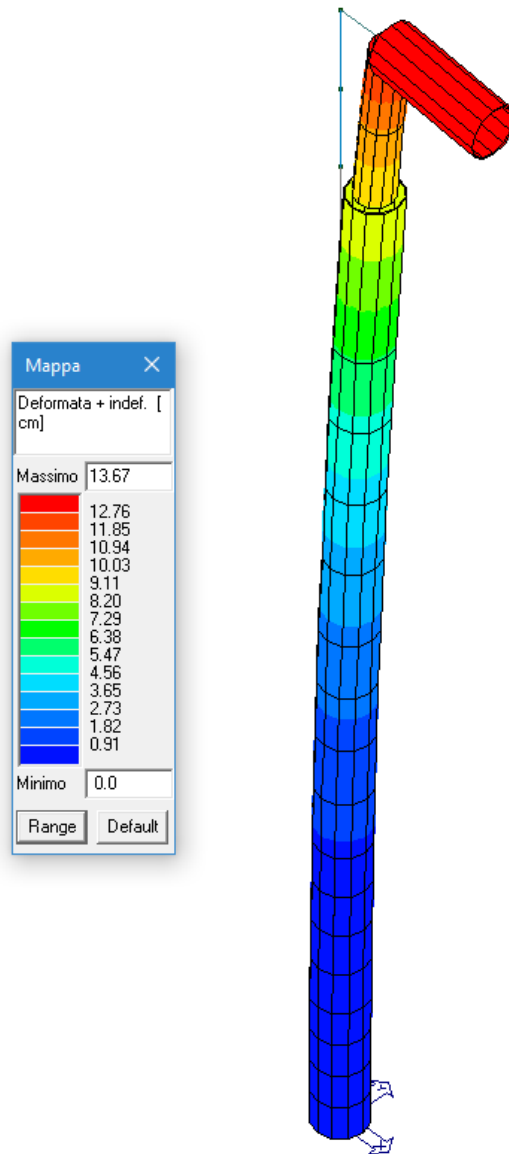 Mappa
Deformata + indef. [
cm]
Massimo 13.67
12.76
11.85
10.94
10.03
9.11
8.20
7.29
6.38
5.47
4.56
3.65
2.73
1.82
0.91
Minimo 0.0
Range Default